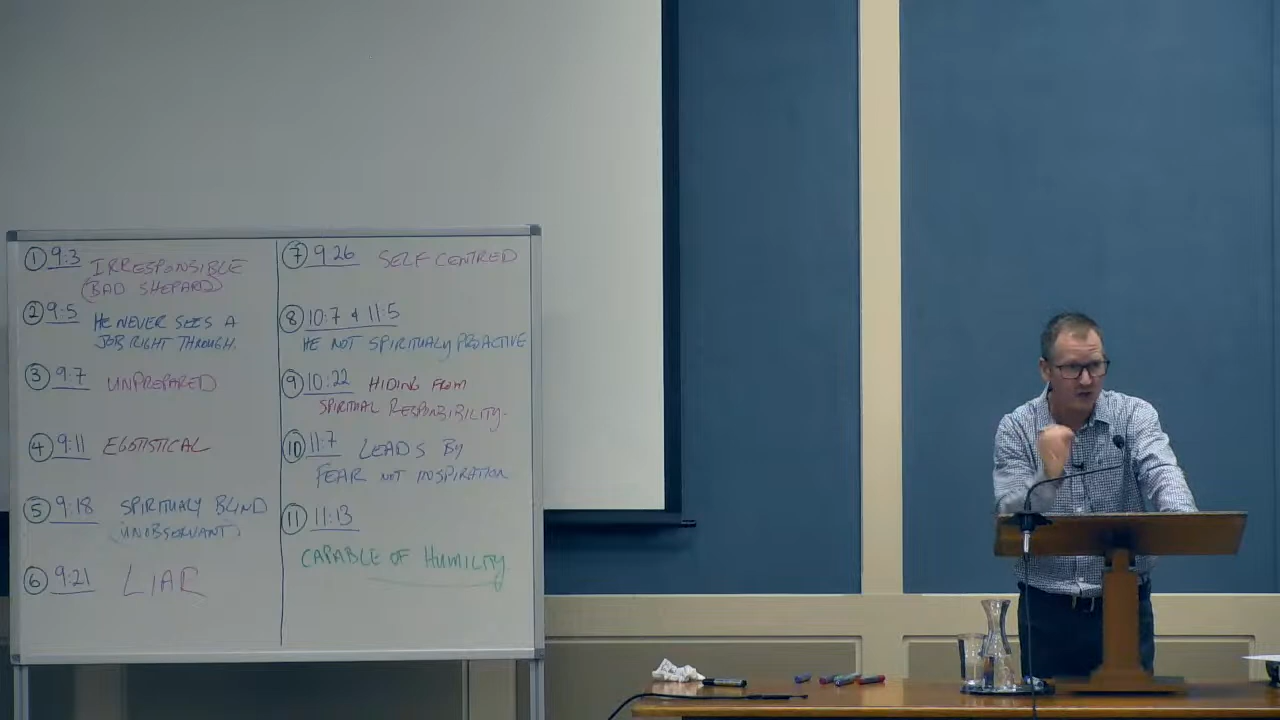 ① 9:3 IRRESPONSIBLE
(BAD SHEPARD)
② 9:5 HE NEVER SEES A
JOB RIGHT THROUGH.
③ 9:7 UNPREPARED
④ 9:11 EGOTISTICAL
⑤ 9:18 SPIRITUALY BLIND
(UNOBSERVANT)
⑥ 9:21 LIAR
⑦ 9:26 SELF CENTRED
⑧ 10:7 & 11:5
HE NOT SPIRITUALY PROACTIVE
⑨ 10:22 HIDING FROM
SPIRITUAL RESPONSIBILITY.
⑩ 11:7 LEADS BY
FEAR NOT INSPIRATION
⑪ 11:13
CAPABLE OF HUMILITY